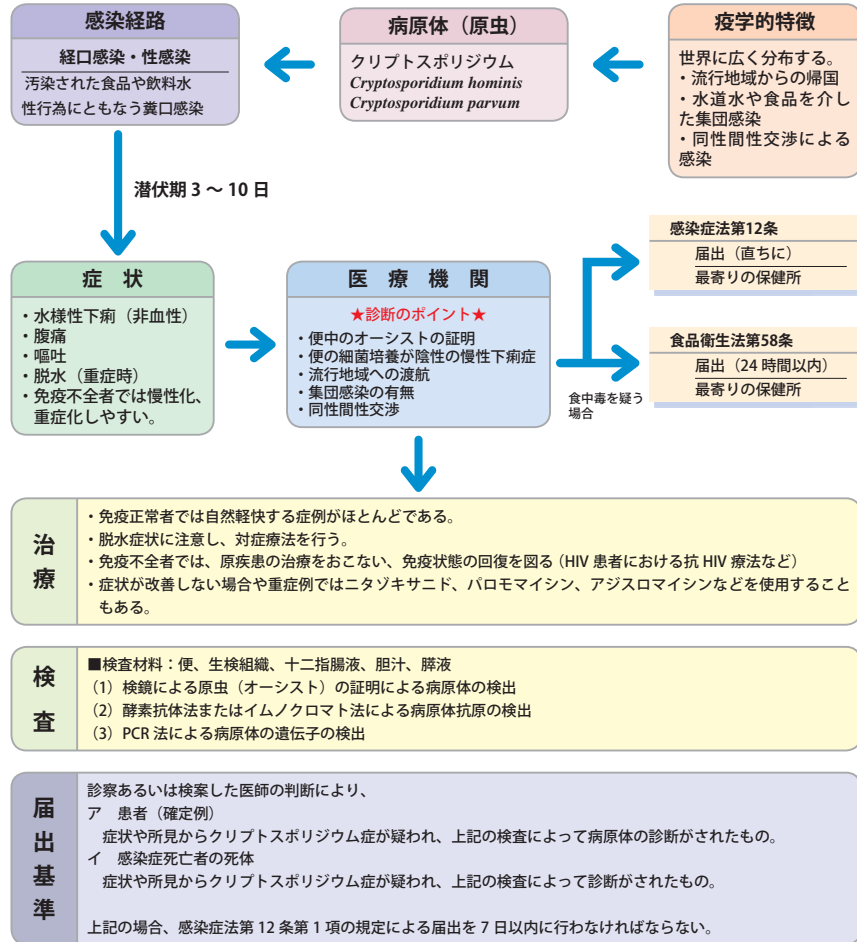 感染経路
経口感染・性感染
汚染された食品や飲料水
性行為にともなう糞口感染
病原体（原虫）
クリプトスポリジウム
Cryptosporidium hominis
Cryptosporidium parvum
疫学的特徴
世界に広く分布する。
・流行地域からの帰国
・水道水や食品を介し
た集団感染
・同性間性交渉による
感染
潜伏期 3 ～ 10 日
症　状
・水様性下痢（非血性）
・腹痛
・嘔吐
・脱水（重症時）
・免疫不全者では慢性化、
重症化しやすい。
医　療　機　関
★診断のポイント★
・便中のオーシストの証明
・便の細菌培養が陰性の慢性下痢症
・流行地域への渡航
・集団感染の有無
・同性間性交渉
感染症法第12条
届出（直ちに）
最寄りの保健所
食品衛生法第58条
届出（24 時間以内）
最寄りの保健所
食中毒を疑う
場合
治療
・免疫正常者では自然軽快する症例がほとんどである。
・脱水症状に注意し、対症療法を行う。
・免疫不全者では、原疾患の治療をおこない、免疫状態の回復を図る（HIV 患者における抗 HIV 療法など）
・症状が改善しない場合や重症例ではニタゾキサニド、パロモマイシン、アジスロマイシンなどを使用すること
もある。
検査
■検査材料：便、生検組織、十二指腸液、胆汁、膵液
（1）検鏡による原虫（オーシスト）の証明による病原体の検出
（2）酵素抗体法またはイムノクロマト法による病原体抗原の検出
（3）PCR 法による病原体の遺伝子の検出
届出基準
診察あるいは検案した医師の判断により、
ア　患者（確定例）
症状や所見からクリプトスポリジウム症が疑われ、上記の検査によって病原体の診断がされたもの。
イ　感染症死亡者の死体
症状や所見からクリプトスポリジウム症が疑われ、上記の検査によって診断がされたもの。
上記の場合、感染症法第 12 条第 1 項の規定による届出を 7 日以内に行わなければならない。